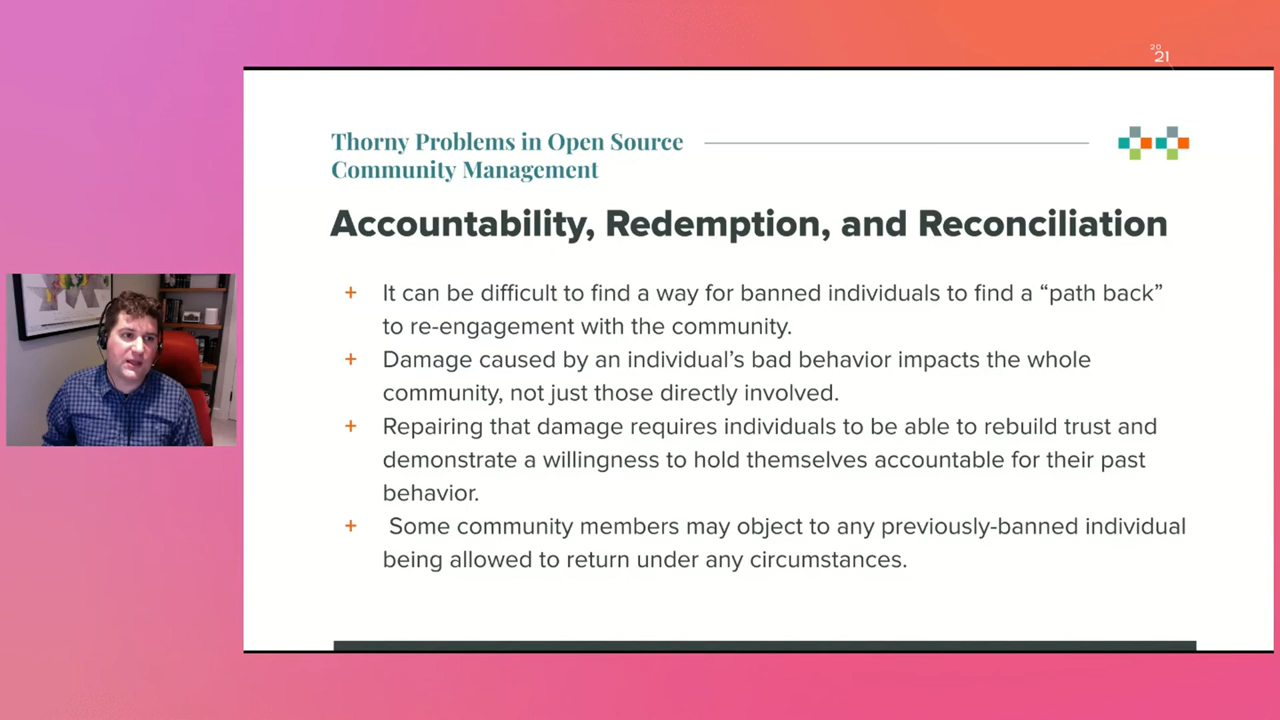 20
21
Thorny Problems in Open Source
Community Management
Accountability, Redemption, and Reconciliation
+ It can be difficult to find a way for banned individuals to find a “path back”
to re-engagement with the community.
+ Damage caused by an individual’s bad behavior impacts the whole
community, not just those directly involved.
+ Repairing that damage requires individuals to be able to rebuild trust and
demonstrate a willingness to hold themselves accountable for their past
behavior.
+ Some community members may object to any previously-banned individual
being allowed to return under any circumstances.